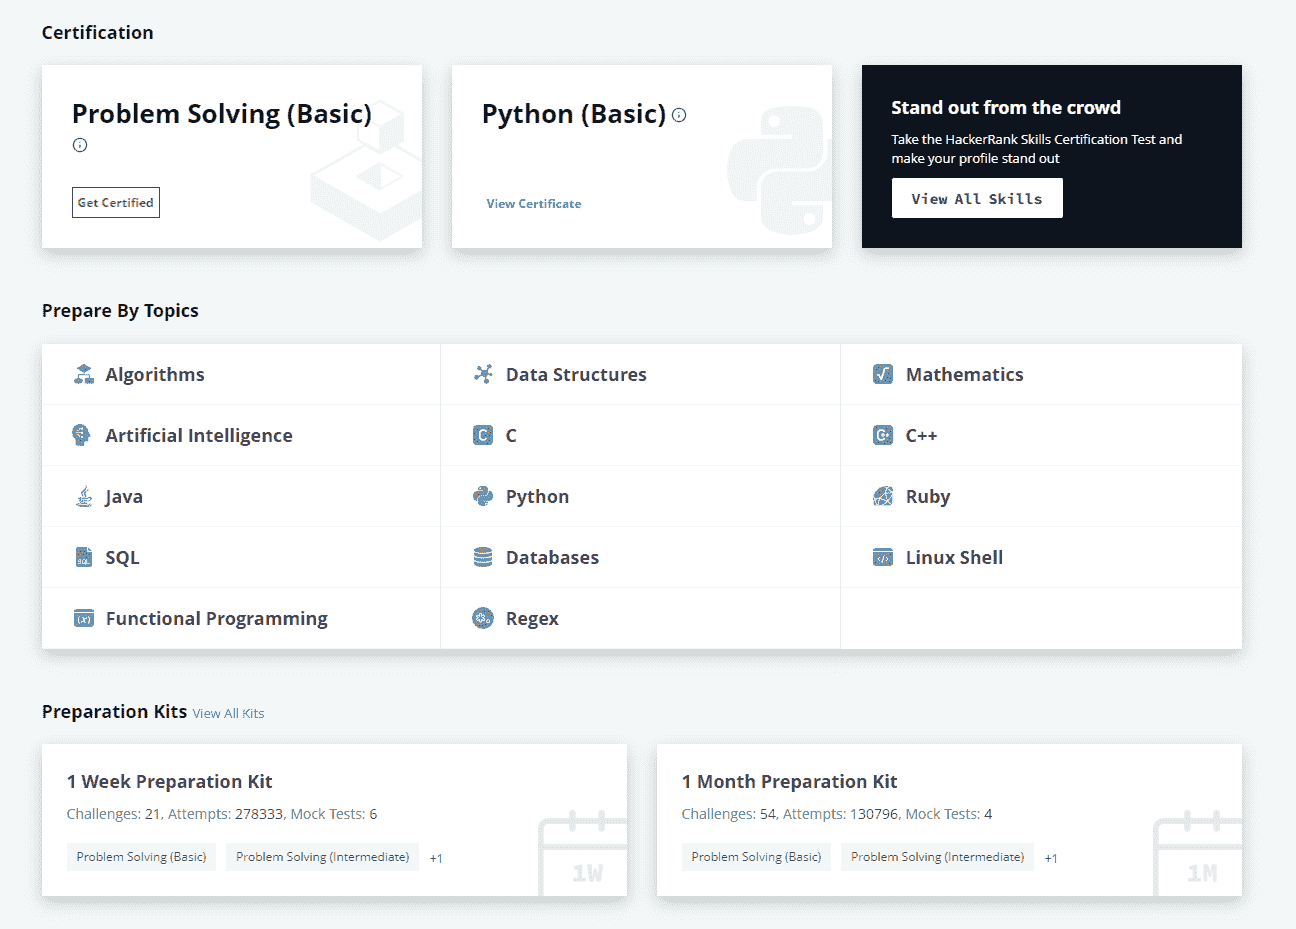 Certification
Problem Solving (Basic)
Get Certified
Python (Basic)
View Certificate
Stand out from the crowd
Take the HackerRank Skills Certification Test and
make your profile stand out
View All Skills
Prepare By Topics
Algorithms
Data Structures
Mathematics
Artificial Intelligence
C
C
C++
C+
Java
Python
Ruby
SQL
SQL
Databases
Linux Shell
</>
Functional Programming
(x)
Regex
Preparation Kits View All Kits
1 Week Preparation Kit
Challenges: 21, Attempts: 278333, Mock Tests: 6
Problem Solving (Basic) Problem Solving (Intermediate) +1
1W
1 Month Preparation Kit
Challenges: 54, Attempts: 130796, Mock Tests: 4
Problem Solving (Basic) Problem Solving (Intermediate) +1
1M